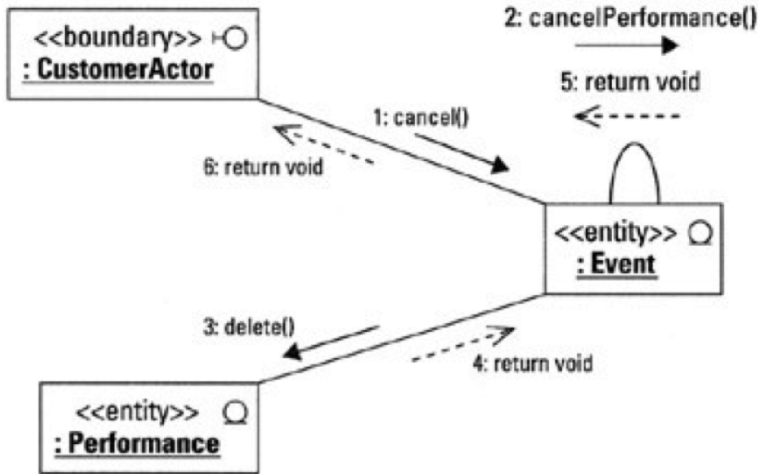 2: cancelPerformance()
<<boundary>>
: CustomerActor
5: return void
1: cancel()
6: return void
<<entity>>
: Event
3: delete()
4: return void
<<entity>>
: Performance